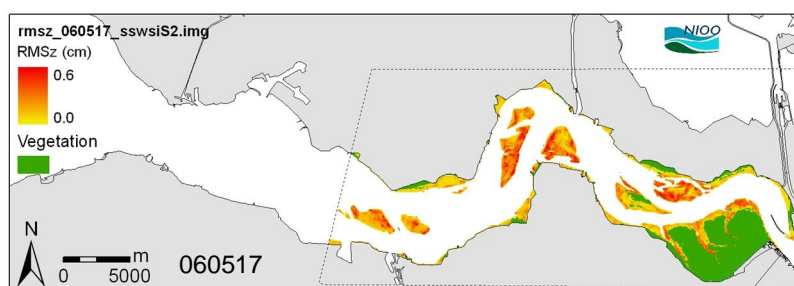 rmsz_060517_sswsiS2.img
RMSz (cm)
0.6
0.0
Vegetation
NIOO
N
m
0 5000
060517